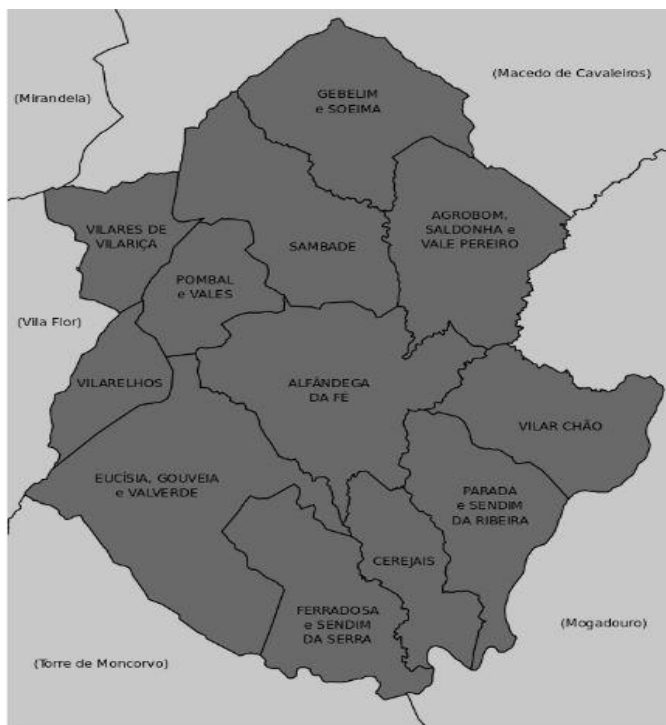 (Macedo de Cavaleiros)
GEBELIM
e SOEIMA
(Mirandela)
VILARES DE
VILARIÇA
AGROBOM,
SALDONHA e
VALE PEREIRO
SAMBADE
POMBAL
e VALES
(Vila Flor)
VILARELHOS
ALFÂNDEGA
DA FÉ
VILAR CHÃO
EUCÍSIA, GOUVEIA
e VALVERDE
PARADA
e SENDIM
DA RIBEIRA
CEREJAIS
FERRADOSA
e SENDIM
DA SERRA
(Mogadouro)
(Torre de Moncorvo)